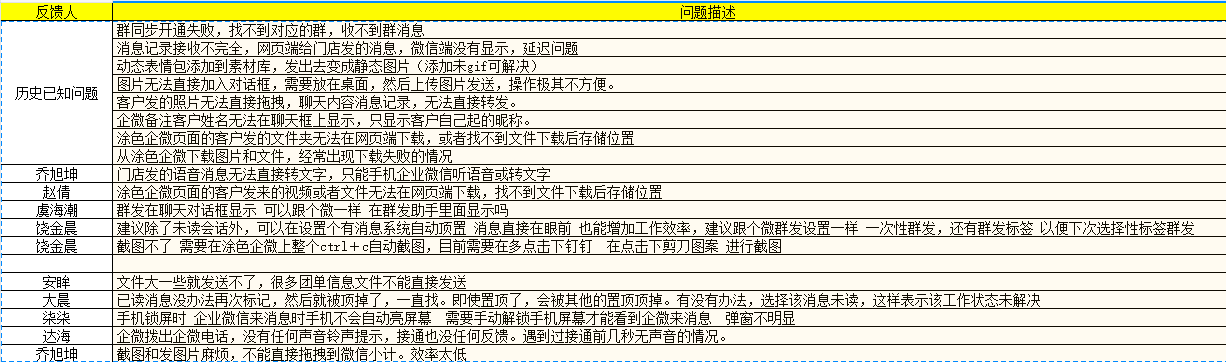 反馈人 问题描述
历史已知问题
群同步开通失败，找不到对应的群，收不到群消息
消息记录接收不完全，网页端给门店发的消息，微信端没有显示，延迟问题
动态表情包添加到素材库，发出去变成静态图片（添加未gif可解决）
图片无法直接加入对话框，需要放在桌面，然后上传图片发送，操作极其不方便。
客户发的照片无法直接拖拽，聊天内容消息记录，无法直接转发。
企微备注客户姓名无法在聊天框上显示，只显示客户自己起的昵称。
涂色企微页面的客户发的文件夹无法在网页端下载，或者找不到文件下载后存储位置
从涂色企微下载图片和文件，经常出现下载失败的情况
乔旭坤 门店发的语音消息无法直接转文字，只能手机企业微信听语音或转文字
赵倩 涂色企微页面的客户发来的视频或者文件无法在网页端下载，找不到文件下载后存储位置
虞海潮 群发在聊天对话框显示 可以跟个微一样 在群发助手里面显示吗
饶金晨 建议除了未读会话外，可以在设置个有消息系统自动顶置 消息直接在眼前 也能增加工作效率，建议跟个微群发设置一样 一次性群发，还有群发标签 以便下次选择性标签群发
饶金晨 截图不了 需要在涂色企微上整个ctrl＋c自动截图，目前需要在多点击下钉钉 在点击下剪刀图案 进行截图
安眸 文件大一些就发送不了，很多团单信息文件不能直接发送
大晨 已读消息没办法再次标记，然后就被顶掉了，一直找。即使置顶了，会被其他的置顶顶掉。有没有办法，选择该消息未读，这样表示该工作状态未解决
柒柒 手机锁屏时 企业微信来消息时手机不会自动亮屏幕 需要手动解锁手机屏幕才能看到企微来消息 弹窗不明显
达海 企微拨出企微电话，没有任何声音铃声提示，接通也没任何反馈。遇到过接通前几秒无声音的情况。
乔旭坤 截图和发图片麻烦，不能直接拖拽到微信小计。效率太低